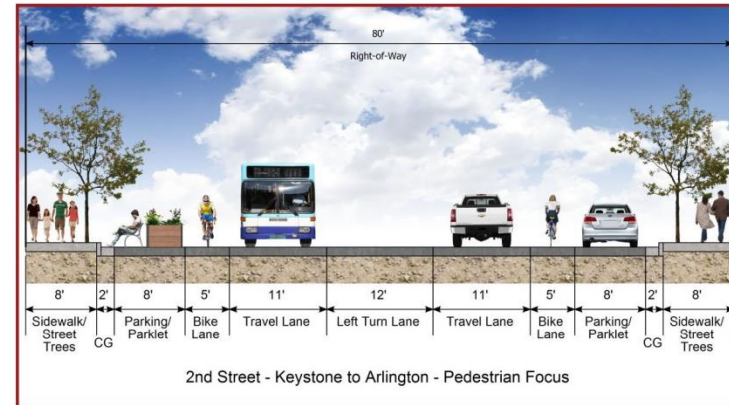 80'
Right-of-Way
8' 2' 8' 5' 11' 12' 11' 5' 8' 2' 8'
Sidewalk/
Street
Trees
CG
Parking/
Parklet
Bike
Lane
Travel Lane
Left Turn Lane
Travel Lane
Bike
Lane
Parking/
Parklet
CG
Sidewalk/
Street
Trees
2nd Street - Keystone to Arlington - Pedestrian Focus